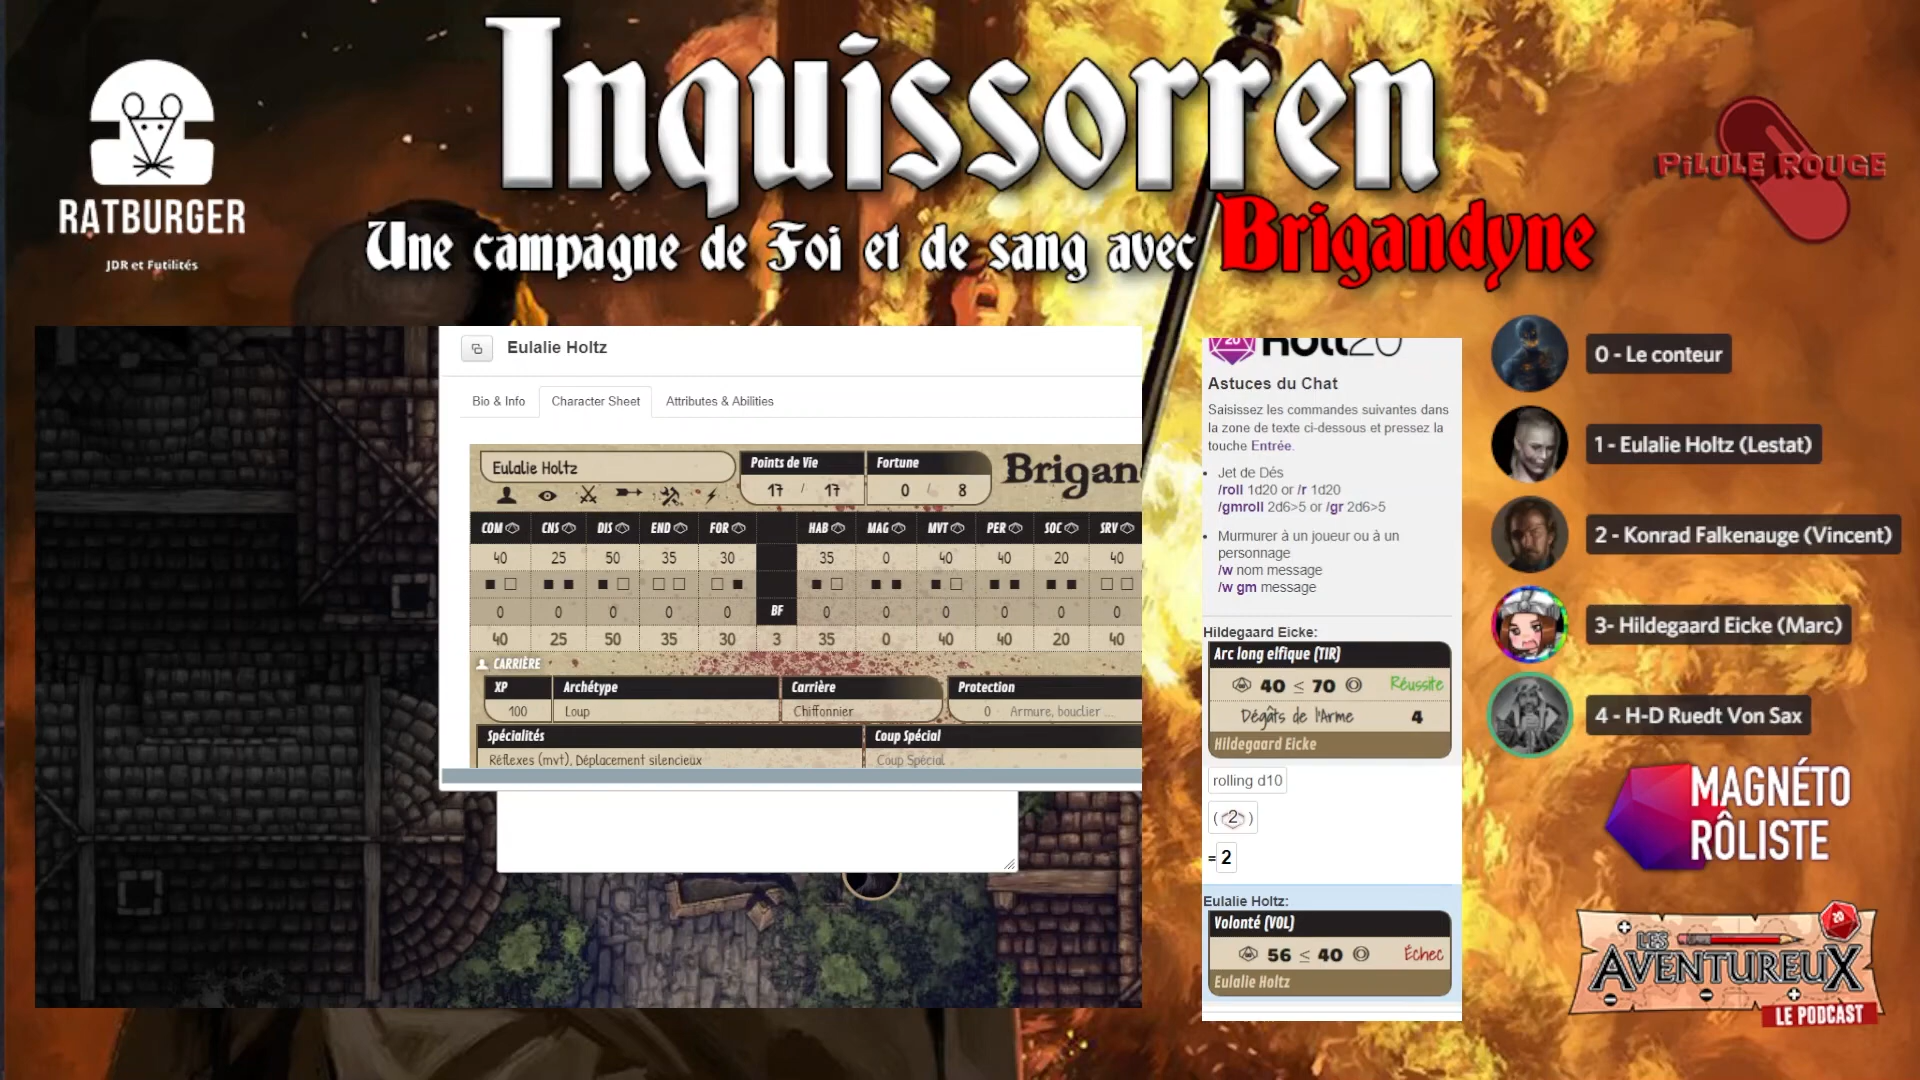 Inquissorren
Une campagne de Foi et de sang avec Brigandyne
RATBURGER
JDR et Futilités
PiLULE ROUGE
Eulalie Holtz
Bio & Info
Character Sheet
Attributes & Abilities
Eulalie Holtz
Points de Vie
17 / 17
Fortune
0 / 8
Brigan
COM CNS DIS END FOR HAB MAG MVT PER SOC SRV
40 25 50 35 30 35 0 40 40 20 40
0 0 0 0 0 BF 0 0 0 0 0 0
40 25 50 35 30 3 35 0 40 40 20 40
CARRIÈRE
XP Archétype Carrière Protection
100 Loup Chiffonnier 0 Armure, bouclier ...
Spécialités Coup Spécial
Réflexes (mvt), Déplacement silencieux Coup Spécial
20 Roll20
Astuces du Chat
Saisissez les commandes suivantes dans
la zone de texte ci-dessous et pressez la
touche Entrée.
Jet de Dés
/roll 1d20 or /r 1d20
/gmroll 2d6>5 or /gr 2d6>5
Murmurer à un joueur ou à un
personnage
/w nom message
/w gm message
Hildegaard Eicke:
Arc long elfique (TIR)
40 ≤ 70 Réussite
Dégâts de l'Arme 4
Hildegaard Eicke
rolling d10
(2)
=2
Eulalie Holtz:
Volonté (VOL)
56 ≤ 40 Échec
Eulalie Holtz
0 - Le conteur
1 - Eulalie Holtz (Lestat)
2 - Konrad Falkenauge (Vincent)
3- Hildegaard Eicke (Marc)
4 - H-D Ruedt Von Sax
MAGNÉTO
RÔLISTE
20
LES
AVENTUREUX
LE PODCAST